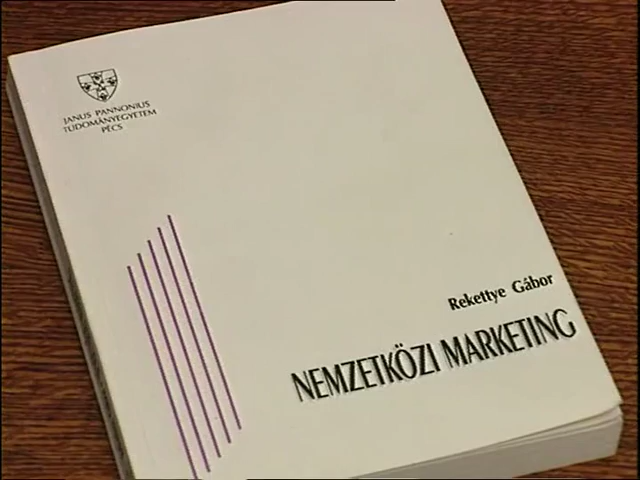 JANUS PANNONIUS
TUDOMÁNYEGYETEM
PÉCS
Rekettye Gábor
NEMZETKÖZI MARKETING